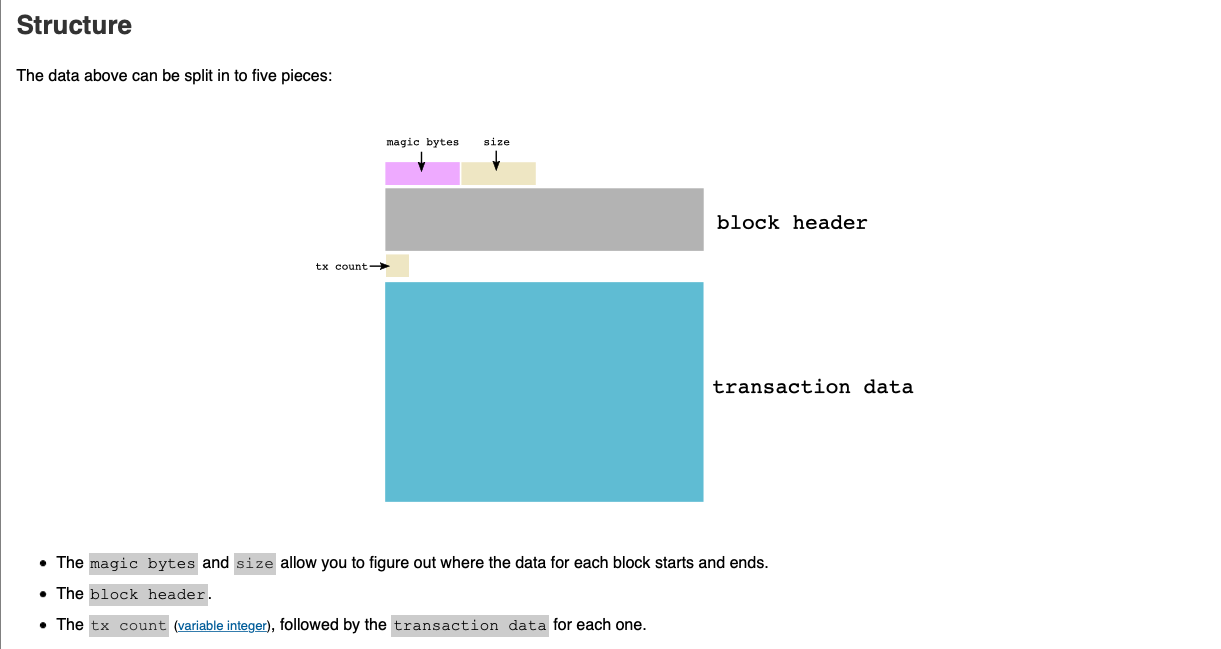 Structure
The data above can be split in to five pieces:
magic bytes size
block header
tx count
transaction data
The magic bytes and size allow you to figure out where the data for each block starts and ends.
The block header.
The tx count (variable integer), followed by the transaction data for each one.